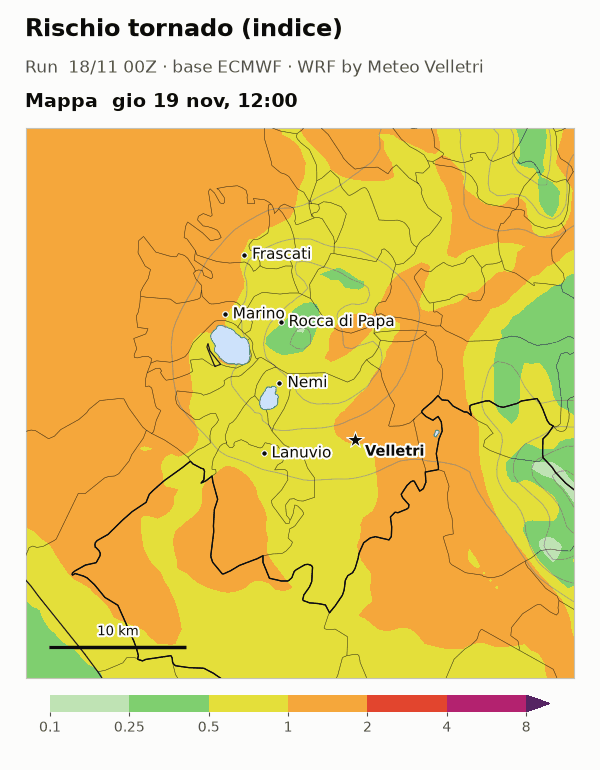 Rischio tornado (indice)
Run  18/11 00Z · base ECMWF · WRF by Meteo Velletri
Mappa  gio 19 nov, 12:00
Frascati
Marino
Rocca di Papa
Nemi
Velletri
Lanuvio
10 km
0.1 0.25 0.5 1 2 4 8